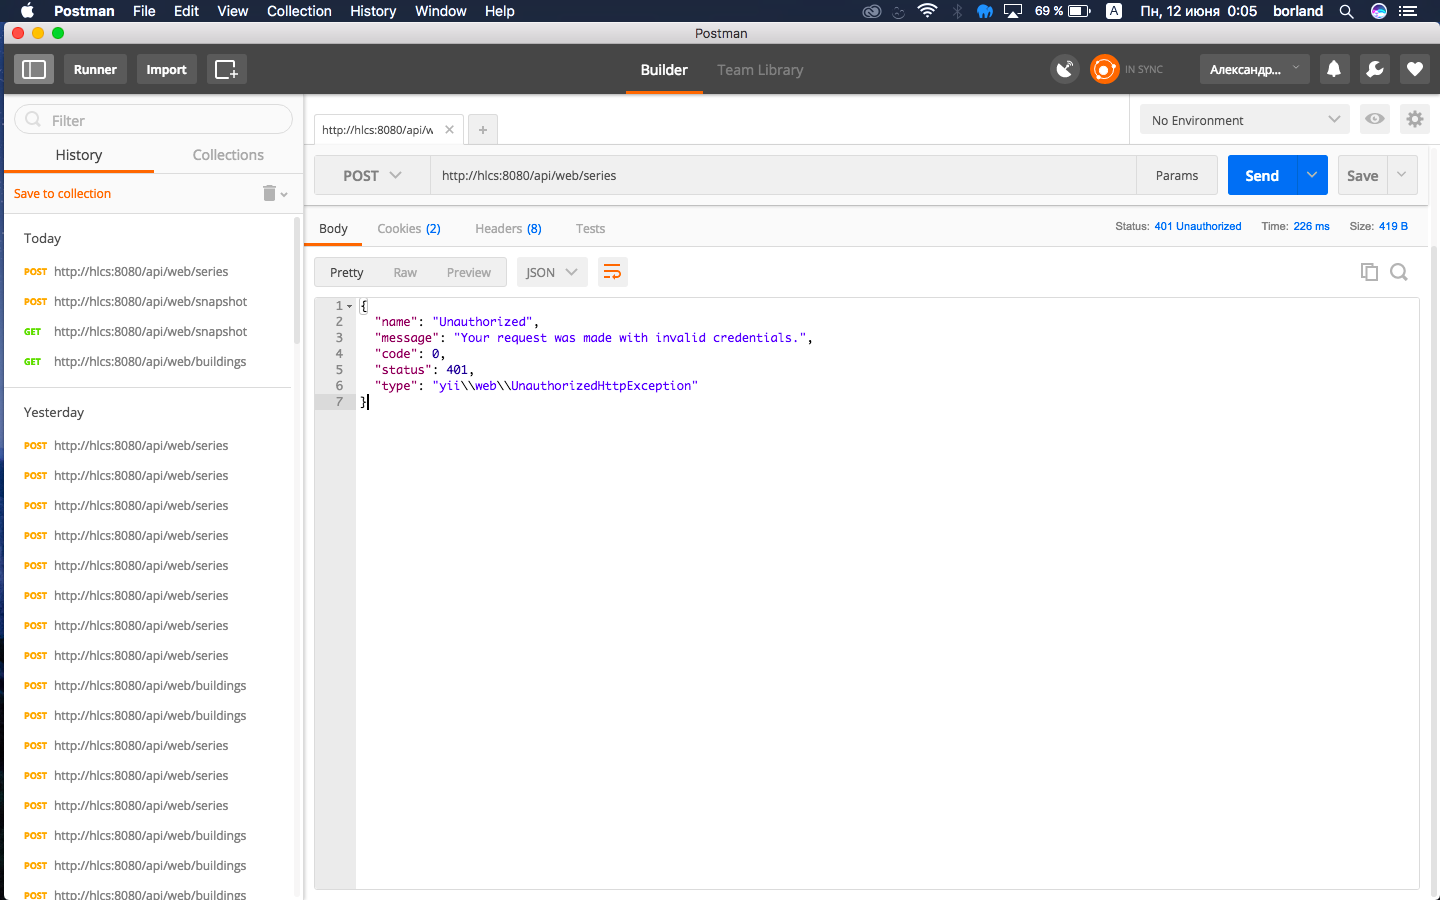 Postman File Edit View Collection History Window Help 69 % A Пн, 12 июня 0:05 borland
Postman
Runner Import Builder Team Library IN SYNC Александр...
Filter
History Collections
Save to collection
Today
POST http://hlcs:8080/api/web/series
POST http://hlcs:8080/api/web/snapshot
GET http://hlcs:8080/api/web/snapshot
GET http://hlcs:8080/api/web/buildings
Yesterday
POST http://hlcs:8080/api/web/series
POST http://hlcs:8080/api/web/series
POST http://hlcs:8080/api/web/series
POST http://hlcs:8080/api/web/series
POST http://hlcs:8080/api/web/series
POST http://hlcs:8080/api/web/series
POST http://hlcs:8080/api/web/series
POST http://hlcs:8080/api/web/series
POST http://hlcs:8080/api/web/buildings
POST http://hlcs:8080/api/web/buildings
POST http://hlcs:8080/api/web/series
POST http://hlcs:8080/api/web/series
POST http://hlcs:8080/api/web/series
POST http://hlcs:8080/api/web/buildings
POST http://hlcs:8080/api/web/buildings
POST http://hlcs:8080/api/web/buildings
http://hlcs:8080/api/w
No Environment
POST http://hlcs:8080/api/web/series Params Send Save
Body Cookies (2) Headers (8) Tests Status: 401 Unauthorized Time: 226 ms Size: 419 B
Pretty Raw Preview JSON
1 {
2 "name": "Unauthorized",
3 "message": "Your request was made with invalid credentials.",
4 "code": 0,
5 "status": 401,
6 "type": "yii\\web\\UnauthorizedHttpException"
7 }